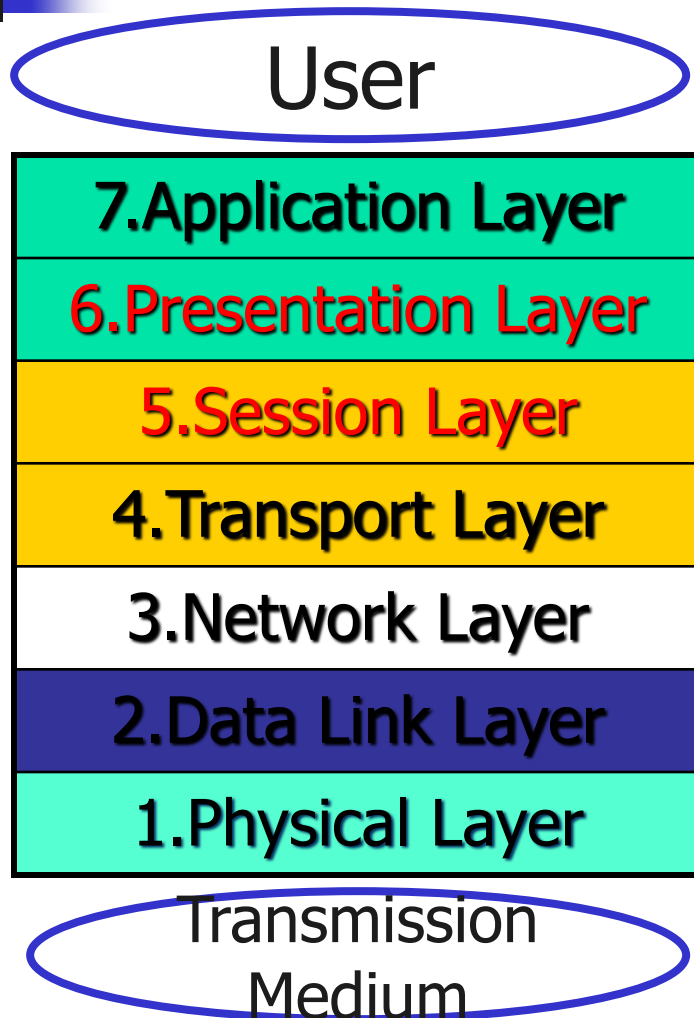 User
7.Application Layer
6.Presentation Layer
5.Session Layer
4.Transport Layer
3.Network Layer
2.Data Link Layer
1.Physical Layer
Transmission
Medium